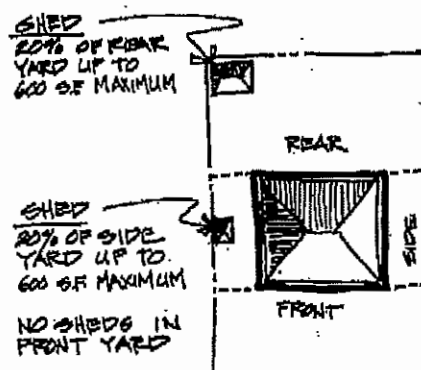 SHED
20% OF REAR
YARD UP TO
600 S.F. MAXIMUM
REAR
SHED
20% OF SIDE
YARD UP TO
600 S.F. MAXIMUM
SIDE
NO SHEDS IN
FRONT YARD
FRONT